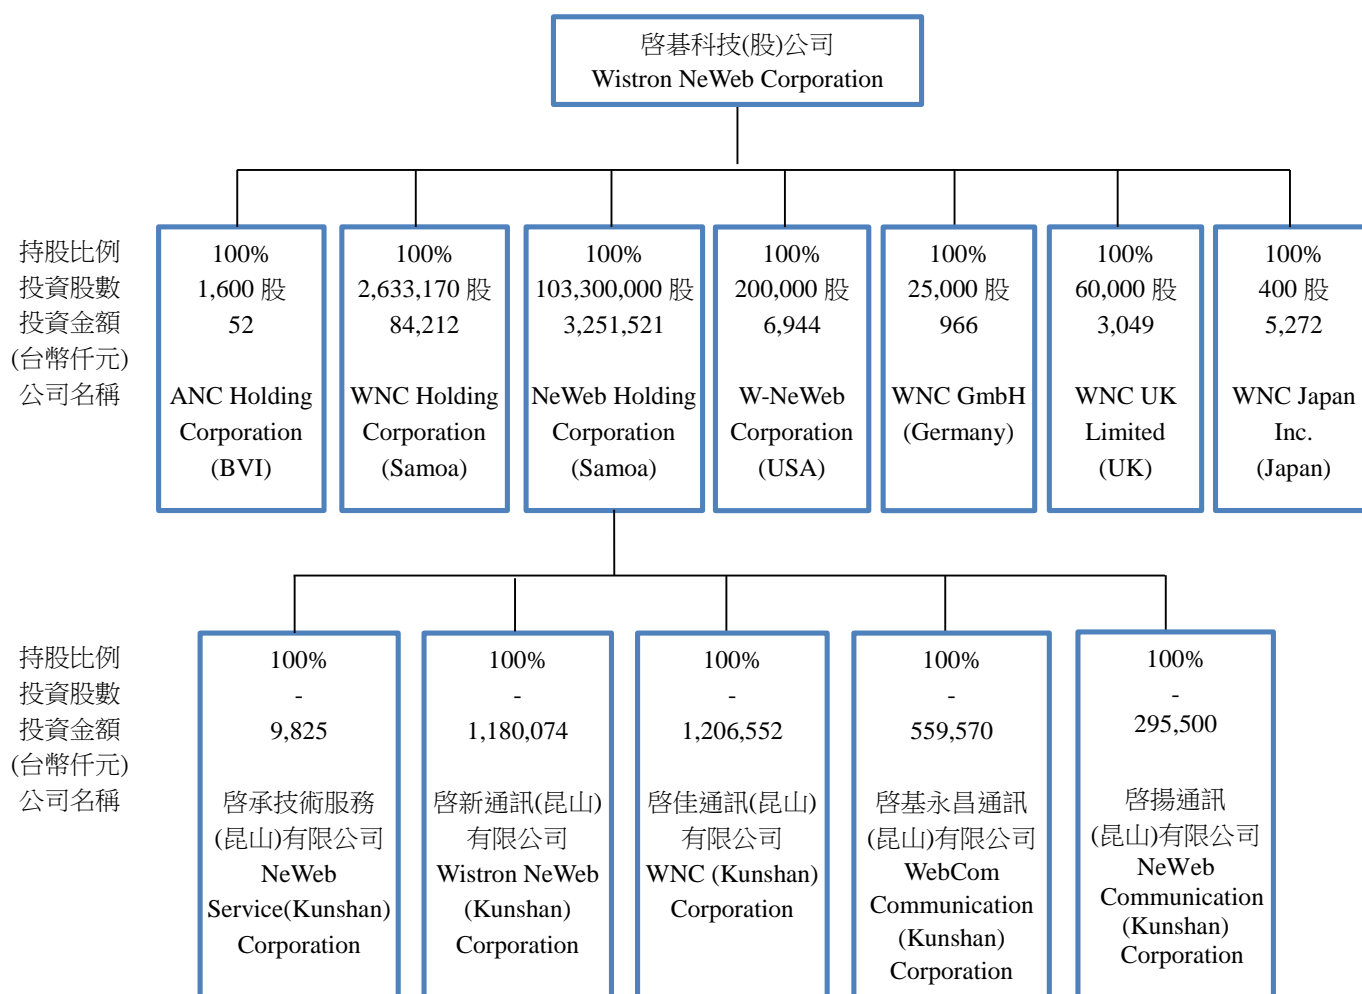 啓碁科技(股)公司
Wistron NeWeb Corporation
持股比例
投資股數
投資金額
(台幣仟元)
公司名稱
100%
1,600 股
52
ANC Holding
Corporation
(BVI)
100%
2,633,170 股
84,212
WNC Holding
Corporation
(Samoa)
100%
103,300,000 股
3,251,521
NeWeb Holding
Corporation
(Samoa)
100%
200,000 股
6,944
W-NeWeb
Corporation
(USA)
100%
25,000 股
966
WNC GmbH
(Germany)
100%
60,000 股
3,049
WNC UK
Limited
(UK)
100%
400 股
5,272
WNC Japan
Inc.
(Japan)
持股比例
投資股數
投資金額
(台幣仟元)
公司名稱
100%
-
9,825
啓承技術服務
(昆山)有限公司
NeWeb
Service(Kunshan)
Corporation
100%
-
1,180,074
啓新通訊(昆山)
有限公司
Wistron NeWeb
(Kunshan)
Corporation
100%
-
1,206,552
啓佳通訊(昆山)
有限公司
WNC (Kunshan)
Corporation
100%
-
559,570
啓基永昌通訊
(昆山)有限公司
WebCom
Communication
(Kunshan)
Corporation
100%
-
295,500
啓揚通訊
(昆山)有限公司
NeWeb
Communication
(Kunshan)
Corporation